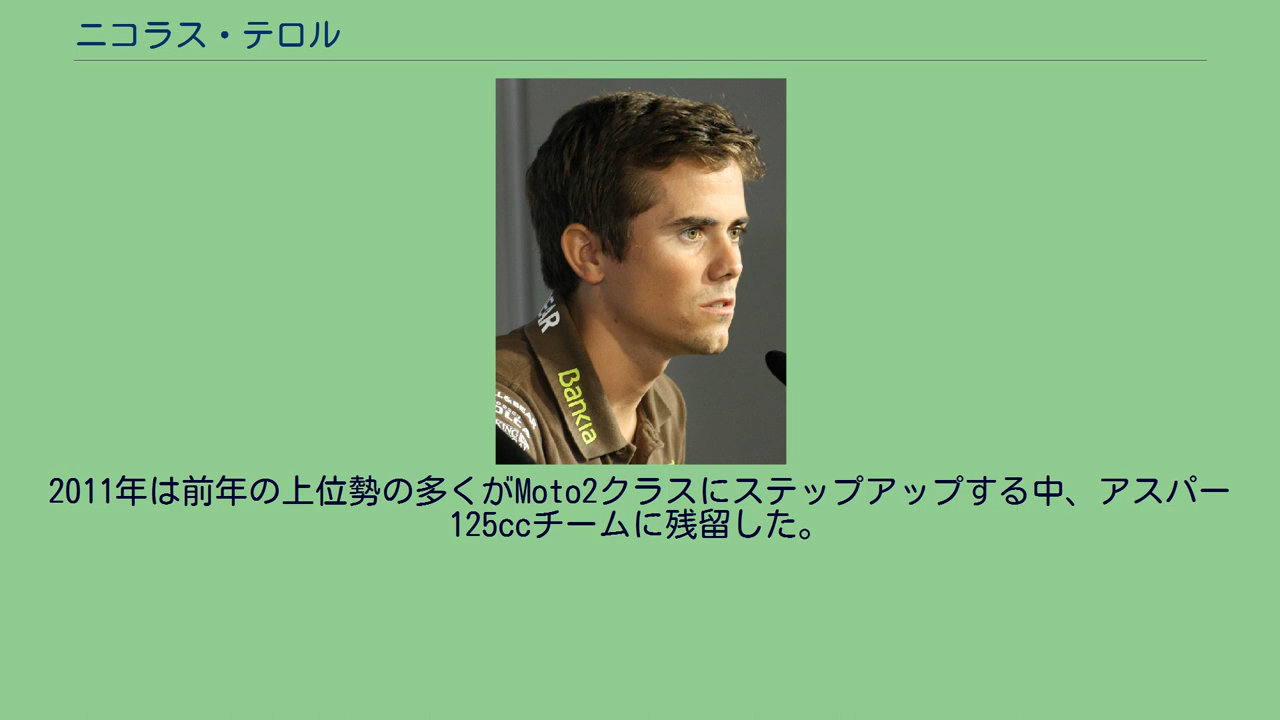 ニコラス・テロル
EAR
Bankia
2011年は前年の上位勢の多くがMoto2クラスにステップアップする中、アスパー
125ccチームに残留した。